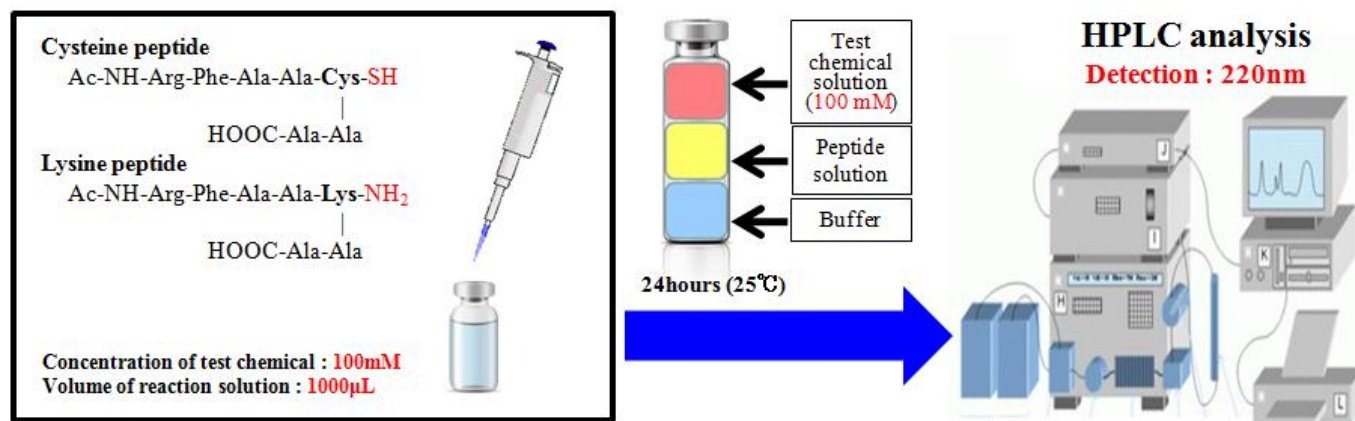 Cysteine peptide
Ac-NH-Arg-Phe-Ala-Ala-Cys-SH
HOOC-Ala-Ala
Lysine peptide
Ac-NH-Arg-Phe-Ala-Ala-Lys-NH₂
HOOC-Ala-Ala
Concentration of test chemical : 100mM
Volume of reaction solution : 1000μL
Test
chemical
solution
(100 mM)
Peptide
solution
Buffer
24hours (25℃)
HPLC analysis
Detection : 220nm
J
I
H
K
L